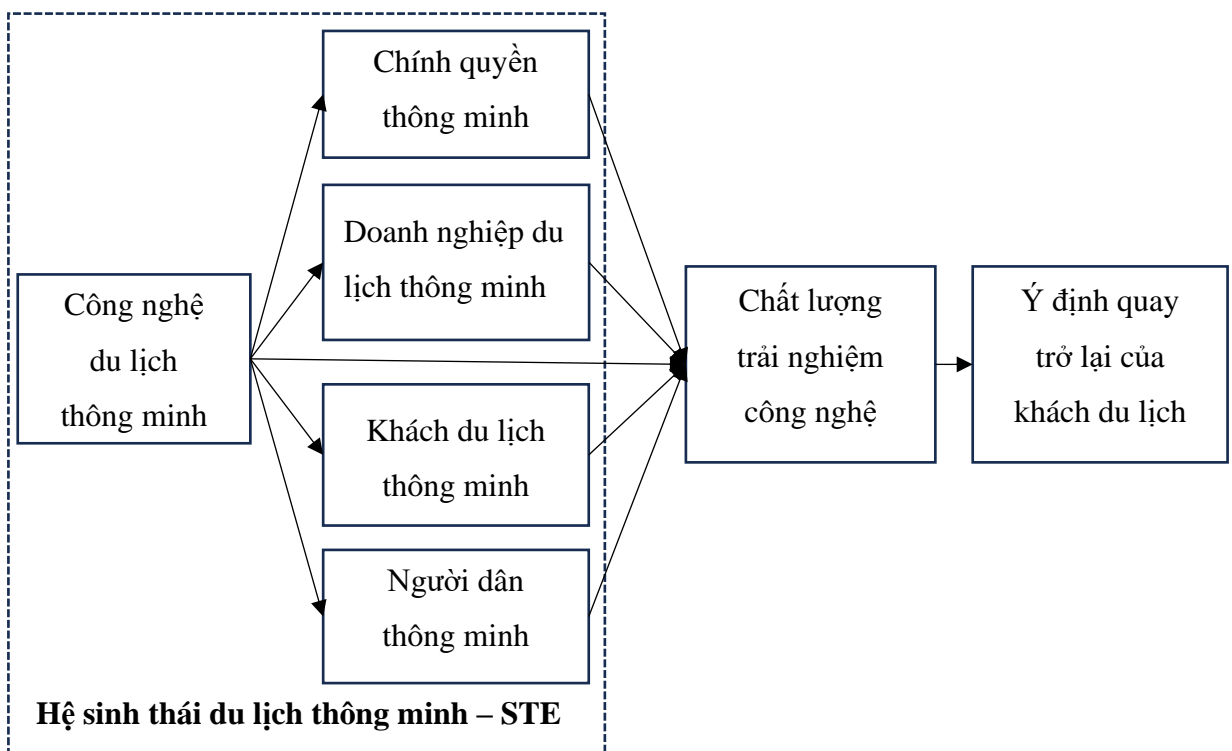 Chính quyền
thông minh
Doanh nghiệp du
lịch thông minh
Công nghệ
du lịch
thông minh
Khách du lịch
thông minh
Người dân
thông minh
Chất lượng
trải nghiệm
công nghệ
Ý định quay
trở lại của
khách du lịch
Hệ sinh thái du lịch thông minh – STE